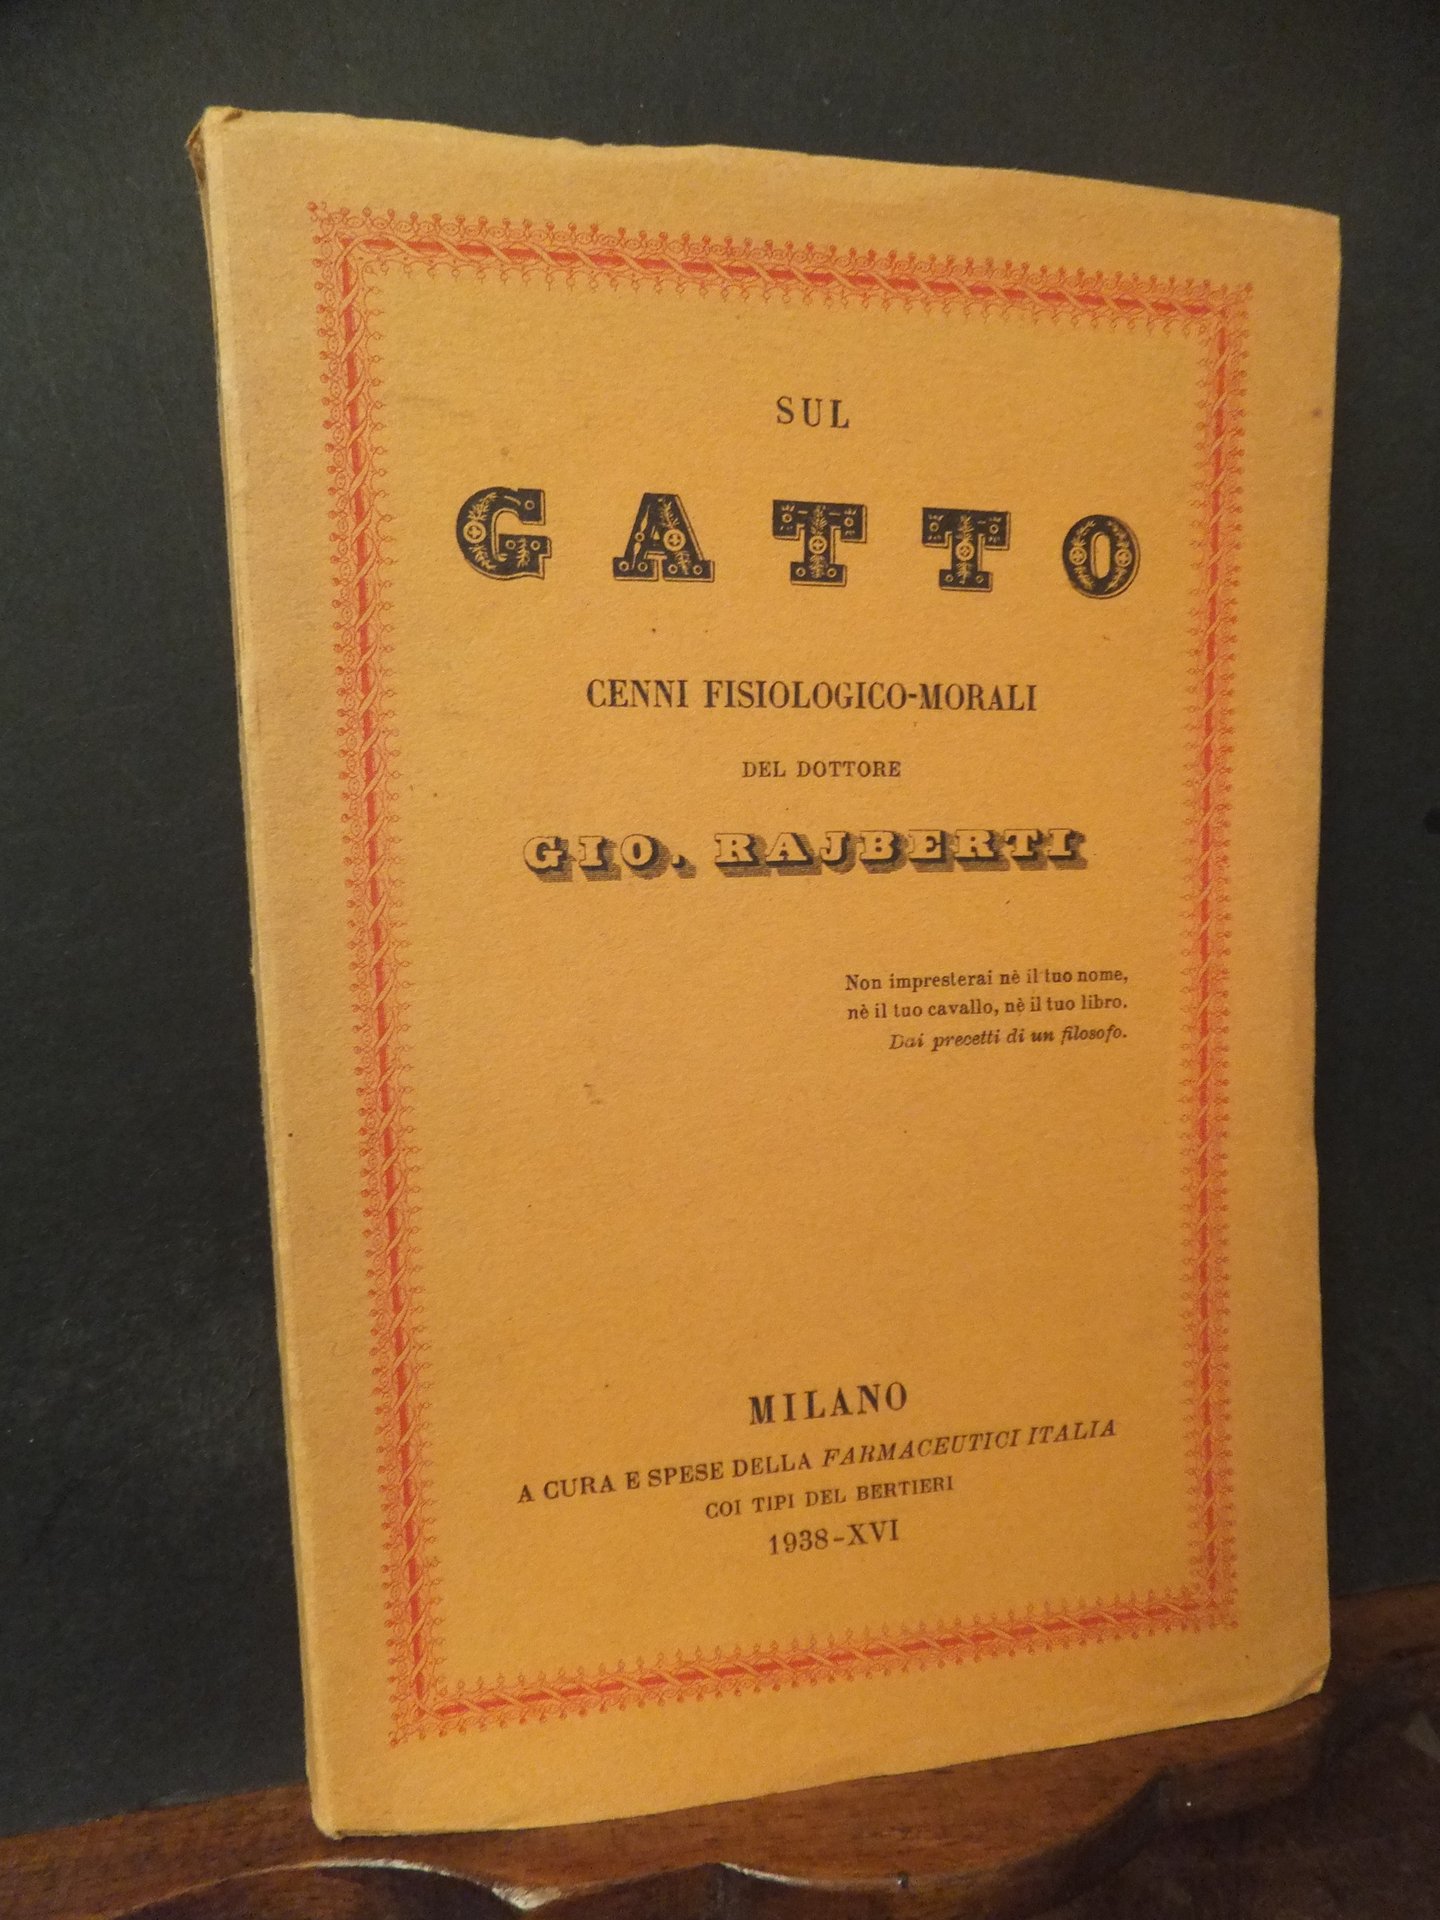 SUL
GATTO
CENNI FISIOLOGICO-MORALI
DEL DOTTORE
GIO. RAJBERTI
Non impresterai nè il tuo nome,
nè il tuo cavallo, nè il tuo libro.
Dai precetti di un filosofo.
MILANO
A CURA E SPESE DELLA FARMACEUTICI ITALIA
COI TIPI DEL BERTIERI
1938-XVI